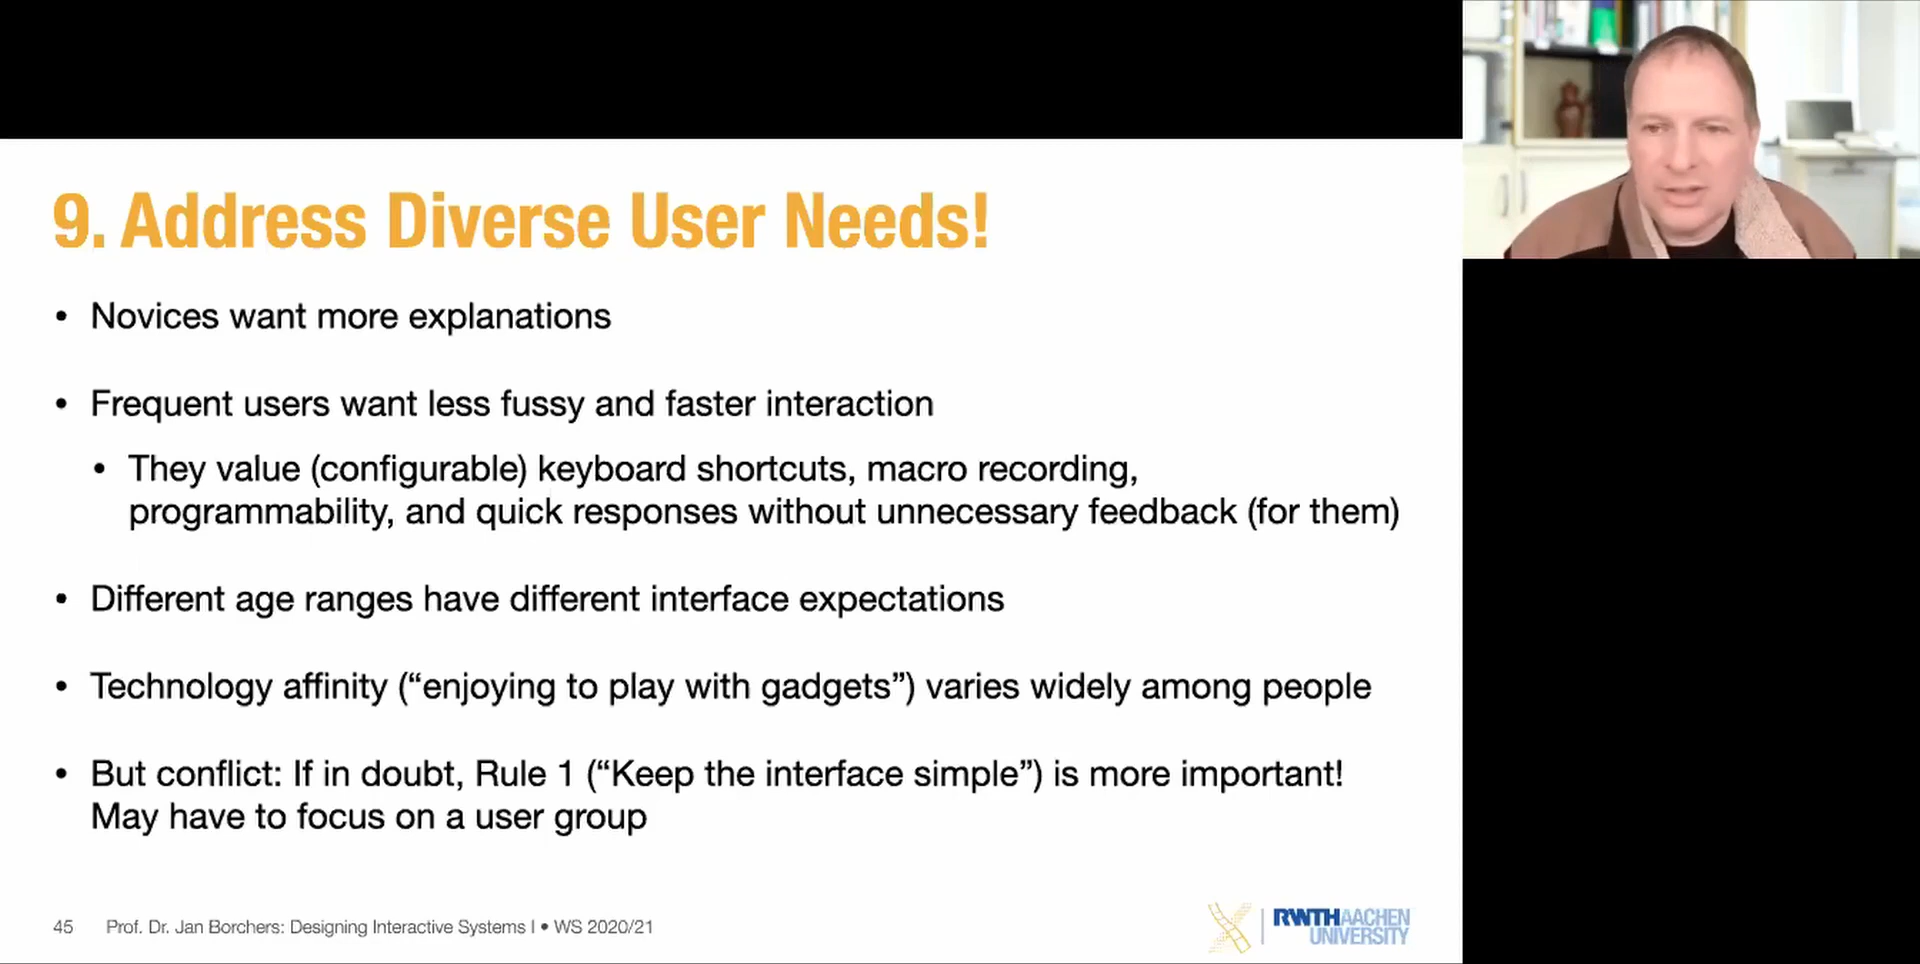 9. Address Diverse User Needs!
• Novices want more explanations
• Frequent users want less fussy and faster interaction
• They value (configurable) keyboard shortcuts, macro recording,
programmability, and quick responses without unnecessary feedback (for them)
• Different age ranges have different interface expectations
• Technology affinity (“enjoying to play with gadgets”) varies widely among people
• But conflict: If in doubt, Rule 1 (“Keep the interface simple”) is more important!
May have to focus on a user group
45 Prof. Dr. Jan Borchers: Designing Interactive Systems I • WS 2020/21
RWTHAACHEN
UNIVERSITY